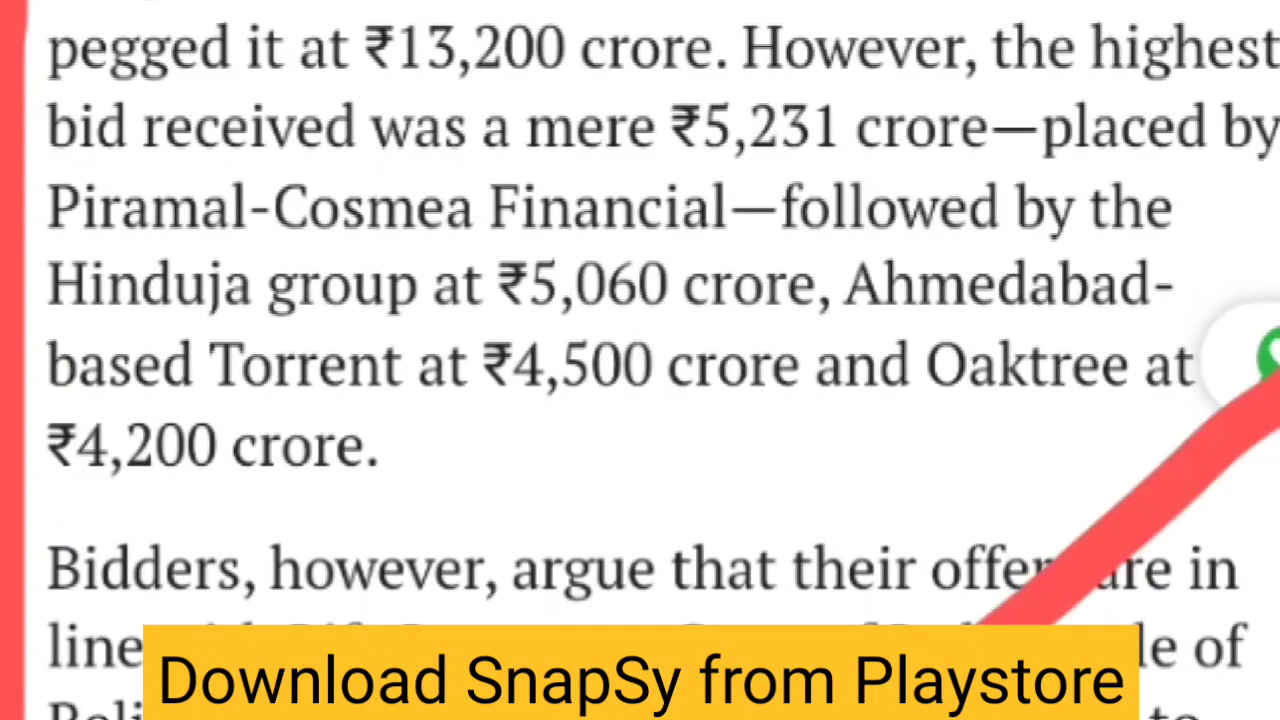 pegged it at ₹13,200 crore. However, the highest
bid received was a mere ₹5,231 crore—placed by
Piramal-Cosmea Financial—followed by the
Hinduja group at ₹5,060 crore, Ahmedabad-
based Torrent at ₹4,500 crore and Oaktree at
₹4,200 crore.
Bidders, however, argue that their are in
line of
Download SnapSy from Playstore
to